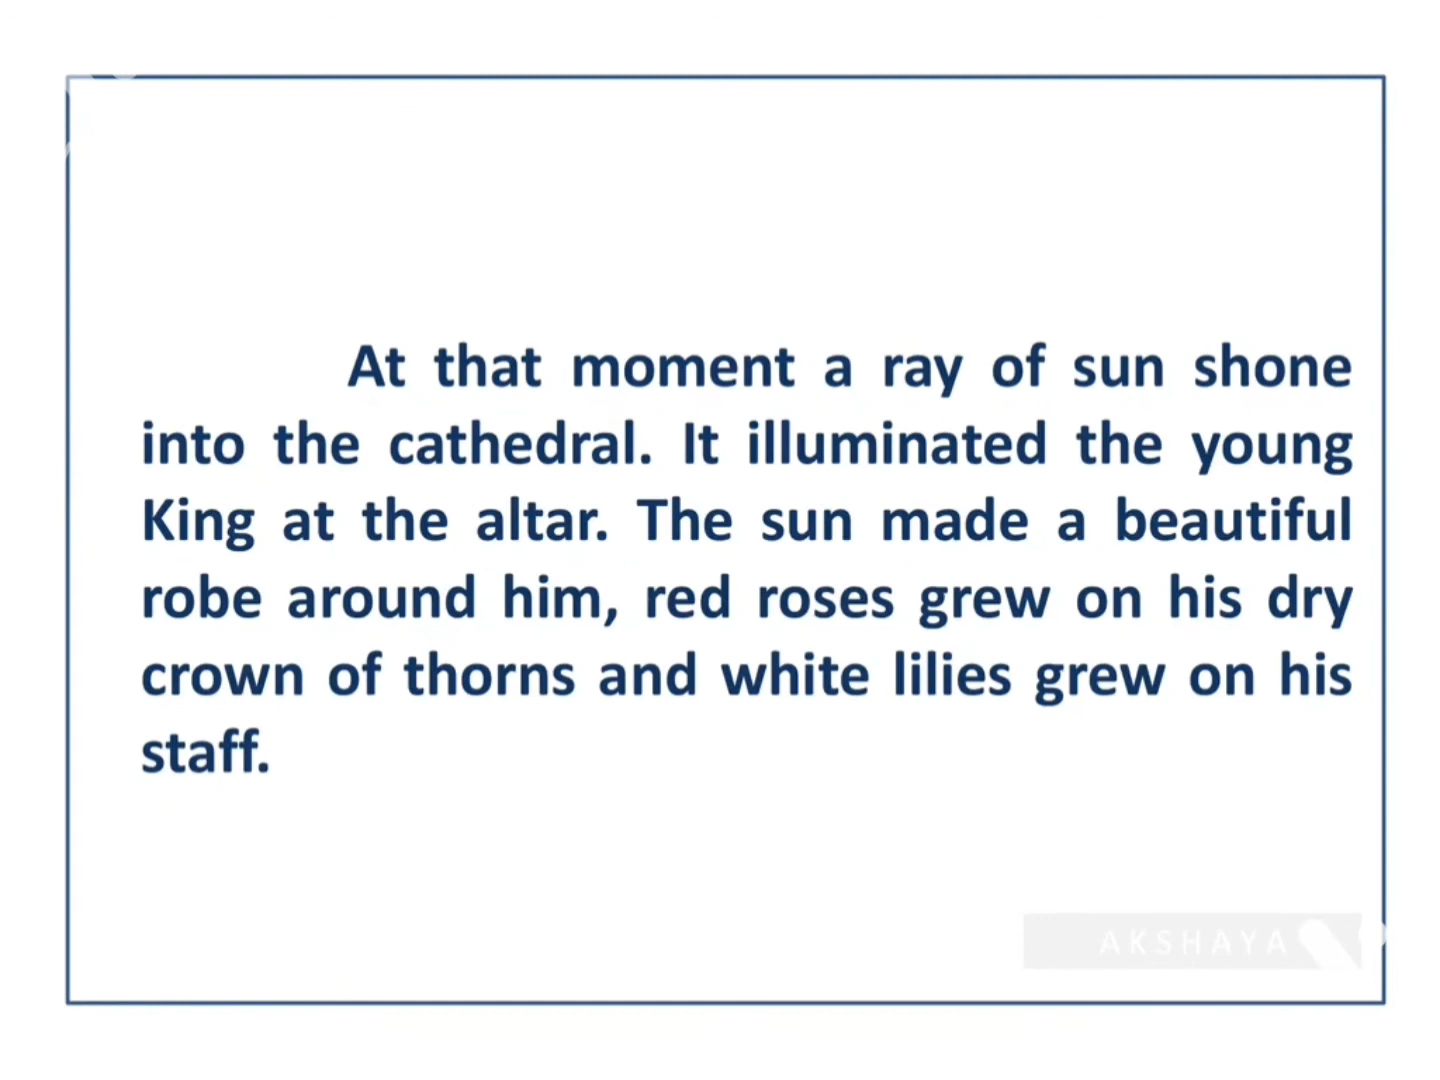 At that moment a ray of sun shone
into the cathedral. It illuminated the young
King at the altar. The sun made a beautiful
robe around him, red roses grew on his dry
crown of thorns and white lilies grew on his
staff.
AKSHAYA